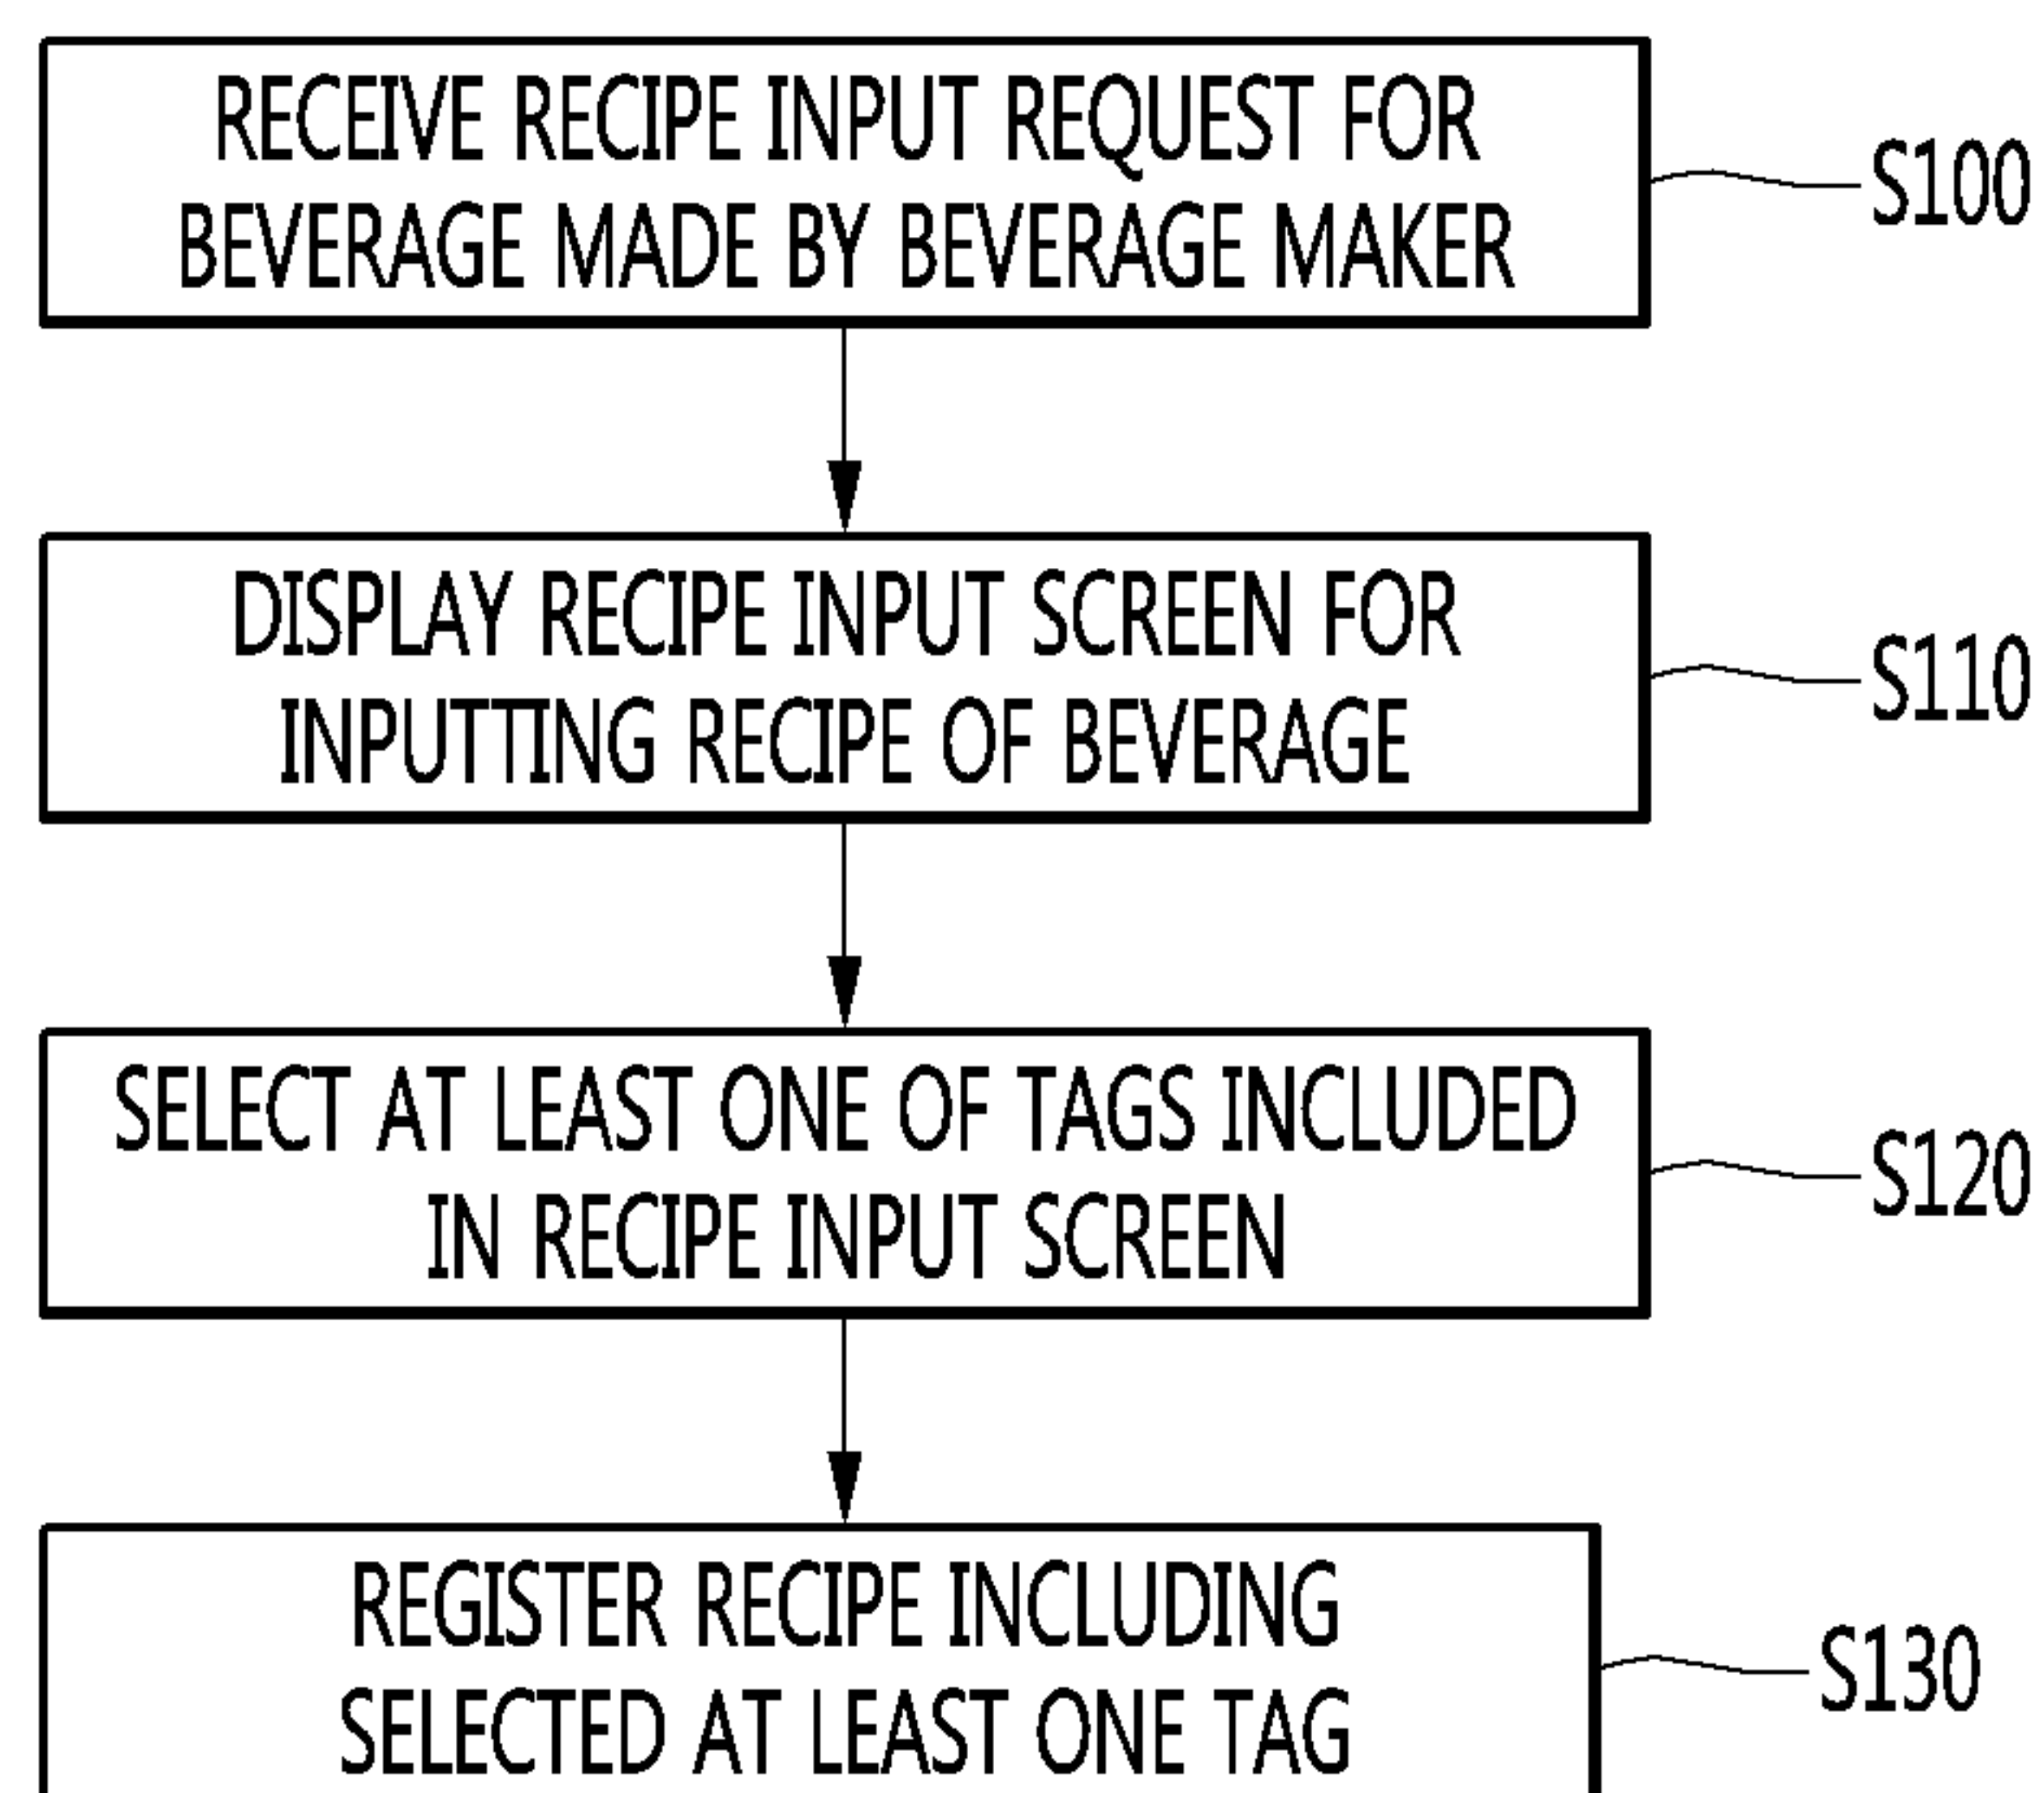 RECEIVE RECIPE INPUT REQUEST FOR
BEVERAGE MADE BY BEVERAGE MAKER
S100
DISPLAY RECIPE INPUT SCREEN FOR
INPUTTING RECIPE OF BEVERAGE
S110
SELECT AT LEAST ONE OF TAGS INCLUDED
IN RECIPE INPUT SCREEN
S120
REGISTER RECIPE INCLUDING
SELECTED AT LEAST ONE TAG
S130